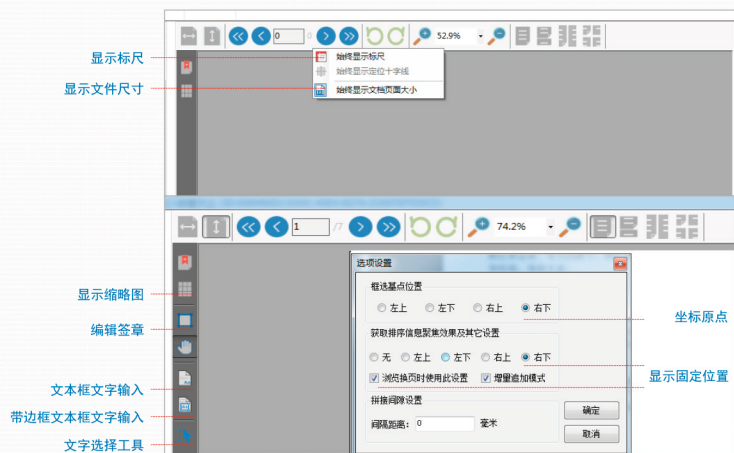 0
0
52.9%
始终显示标尺
始终显示定位十字线
始终显示文档页面大小
显示标尺
显示文件尺寸
1
/7
74.2%
选项设置
框选基点位置
左上 左下 右上 右下
获取排序信息聚焦效果及其它设置
无 左上 左下 右上 右下
浏览换页时使用此设置 增量追加模式
拼接间隙设置
间隔距离: 0 毫米
确定
取消
显示缩略图
编辑签章
文本框文字输入
带边框文本框文字输入
文字选择工具
坐标原点
显示固定位置